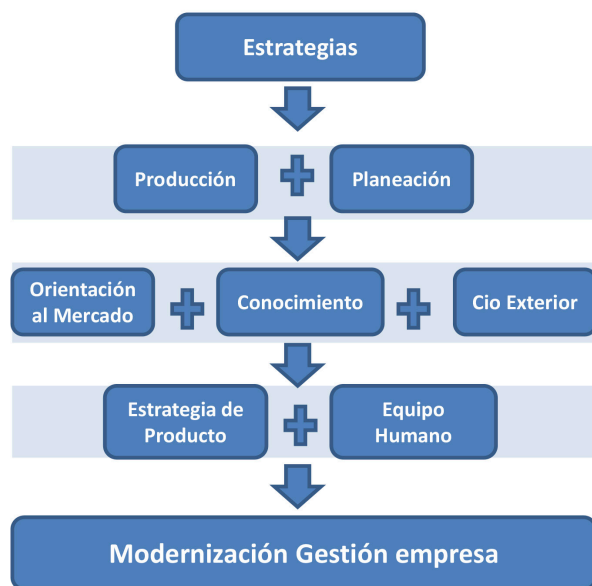 Estrategias
Producción
Planeación
Orientación
al Mercado
Conocimiento
Cio Exterior
Estrategia de
Producto
Equipo
Humano
Modernización Gestión empresa